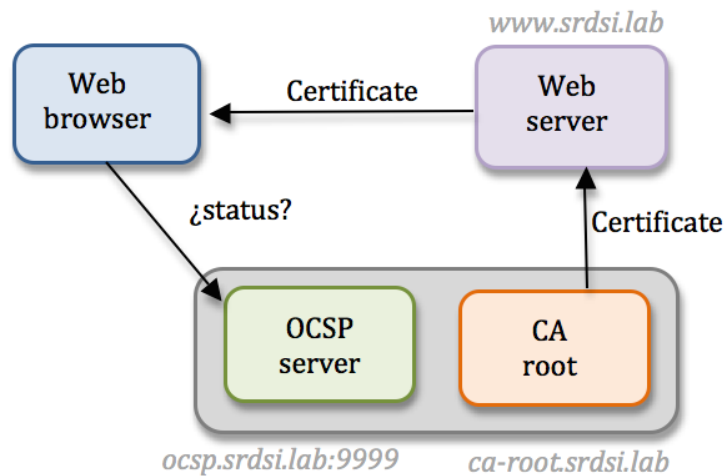 www.srdsi.lab
Web
browser
Certificate
Web
server
¿status?
Certificate
OCSP
server
CA
root
ocsp.srdsi.lab:9999
ca-root.srdsi.lab